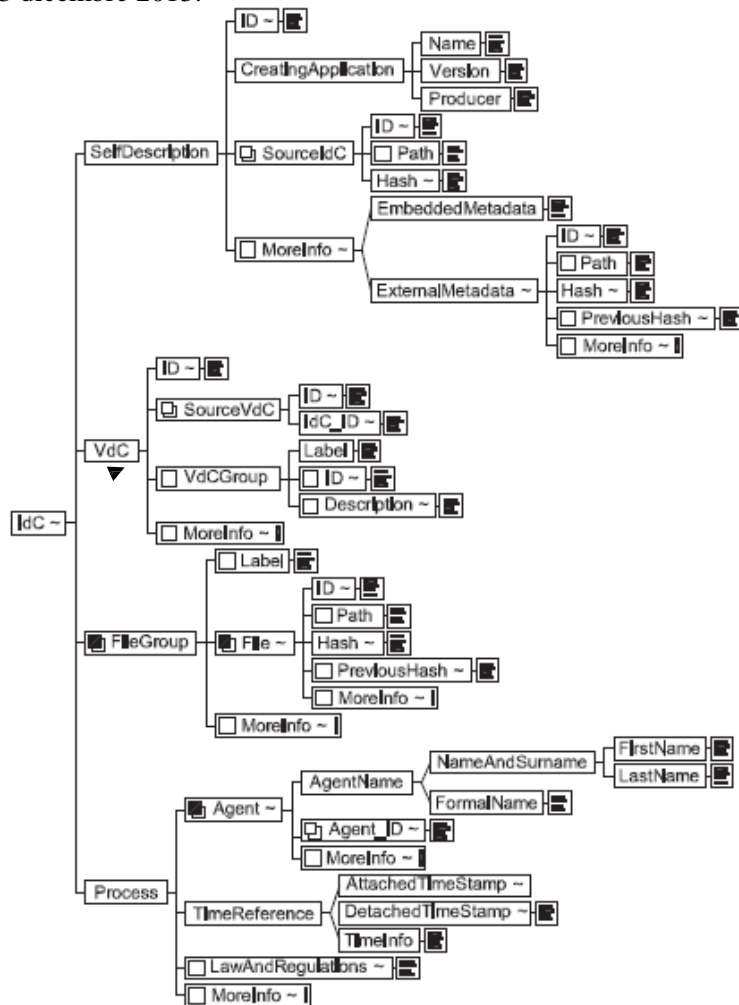 3 dicembre 2013.
ID ~
CreatingApplication
Name
Version
Producer
SelfDescription
SourceIdC
ID ~
Path
Hash ~
MoreInfo ~
EmbeddedMetadata
ExternalMetadata ~
ID ~
Path
Hash ~
PreviousHash ~
MoreInfo ~
VdC
ID ~
SourceVdC
ID ~
IdC_ID ~
VdCGroup
Label
ID ~
Description ~
MoreInfo ~
IdC ~
FileGroup
Label
File ~
ID ~
Path
Hash ~
PreviousHash ~
MoreInfo ~
MoreInfo ~
Process
Agent ~
AgentName
NameAndSurname
FirstName
LastName
FormalName
Agent_ID ~
MoreInfo ~
TimeReference
AttachedTimeStamp ~
DetachedTimeStamp ~
TimeInfo
LawAndRegulations ~
MoreInfo ~